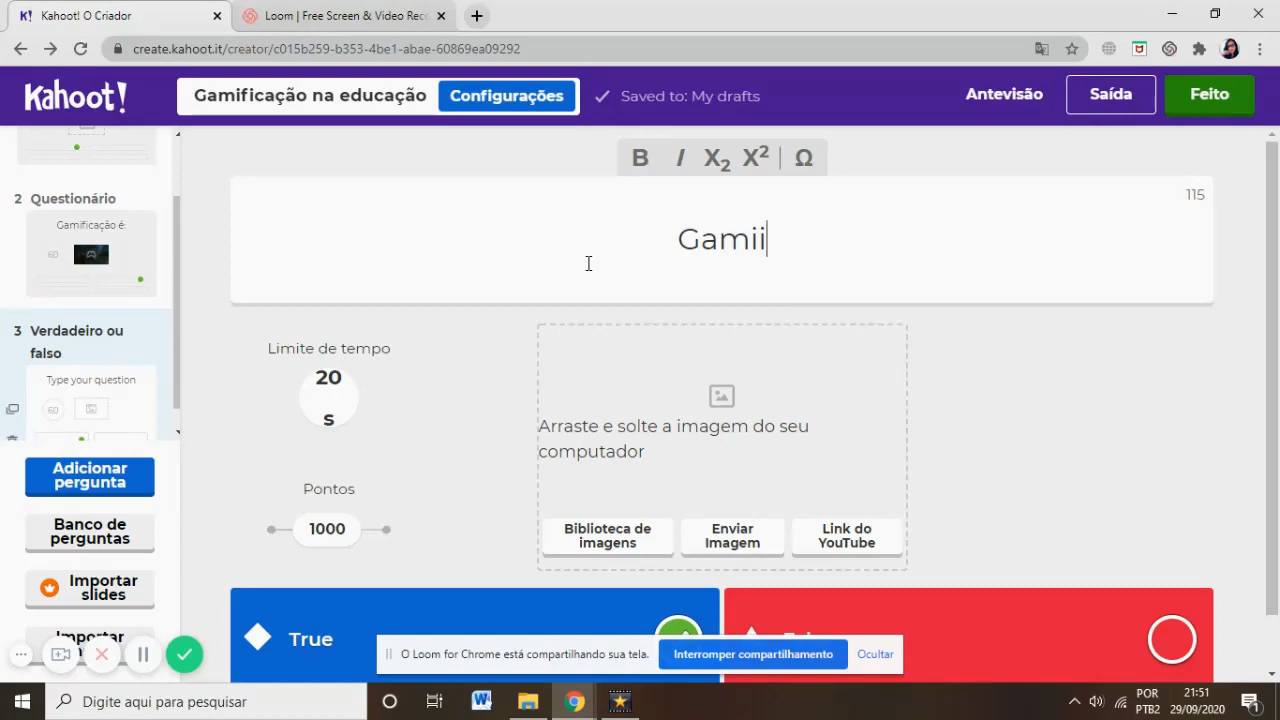 Kahoot! O Criador
Loom | Free Screen & Video Rec
create.kahoot.it/creator/c015b259-b353-4be1-abae-60869ea09292
Kahoot!
Gamificação na educação
Configurações
Saved to: My drafts
Antevisão
Saída
Feito
B I X2 X2 Ω
2 Questionário
Gamificação é:
60
3 Verdadeiro ou
falso
Type your question
60
Adicionar
pergunta
Banco de
perguntas
Importar
slides
Importar
115
Gamii
Limite de tempo
20
s
Pontos
1000
Arraste e solte a imagem do seu
computador
Biblioteca de
imagens
Enviar
Imagem
Link do
YouTube
True
O Loom for Chrome está compartilhando sua tela.
Interromper compartilhamento
Ocultar
Digite aqui para pesquisar
POR
PTB2
21:51
29/09/2020
1